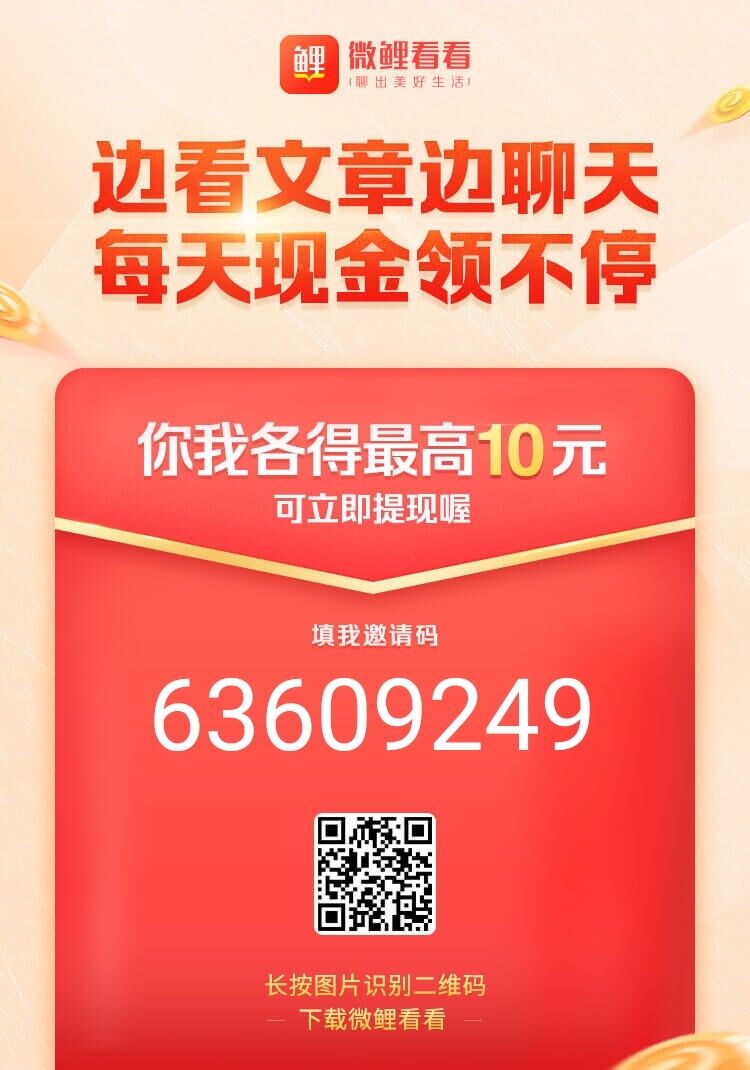 鲤
微鲤看看
(聊出美好生活)
边看文章边聊天
每天现金领不停
你我各得最高10元
可立即提现喔
填我邀请码
63609249
长按图片识别二维码
下载微鲤看看